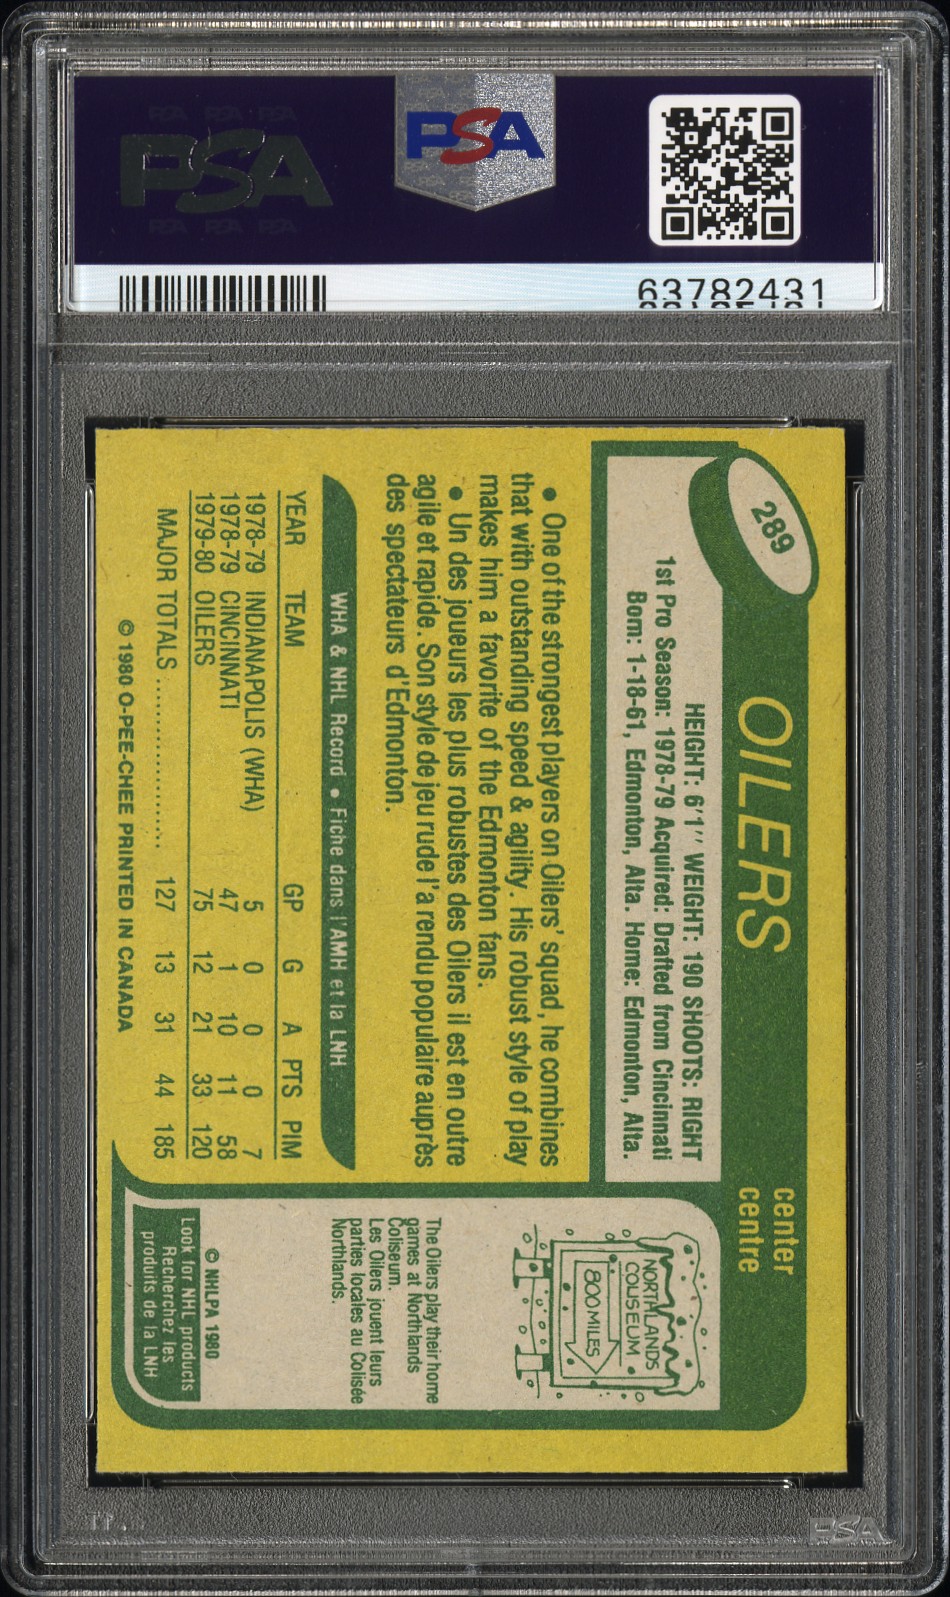 PSA PSA PSA
PSA
PSA PSA PSA
PSA
63782431
289
OILERS
center
centre
HEIGHT: 6'1" WEIGHT: 190 SHOOTS: RIGHT
1st Pro Season: 1978-79 Acquired: Drafted from Cincinnati
Born: 1-18-61, Edmonton, Alta. Home: Edmonton, Alta.
• One of the strongest players on Oilers' squad, he combines
that with outstanding speed & agility. His robust style of play
makes him a favorite of the Edmonton fans.
• Un des joueurs les plus robustes des Oilers il est en outre
agile et rapide. Son style de jeu rude l'a rendu populaire auprès
des spectateurs d'Edmonton.
WHA & NHL Record • Fiche dans l'AMH et la LNH
YEAR TEAM GP G A PTS PIM
1978-79 INDIANAPOLIS (WHA) 5 0 0 0 7
1978-79 CINCINNATI 47 1 10 11 58
1979-80 OILERS 75 12 21 33 120
MAJOR TOTALS .................. 127 13 31 44 185
© 1980 O-PEE-CHEE PRINTED IN CANADA
NORTHLANDS
COLISEUM
800 MILES
The Oilers play their home
games at Northlands
Coliseum.
Les Oilers jouent leurs
parties locales au Colisée
Northlands.
© NHLPA 1980
Look for NHL products
Recherchez les
produits de la LNH
PSA